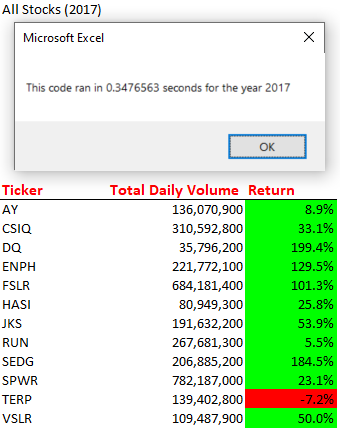 All Stocks (2017)
Microsoft Excel
This code ran in 0.3476563 seconds for the year 2017
OK
Ticker Total Daily Volume Return
AY 136,070,900 8.9%
CSIQ 310,592,800 33.1%
DQ 35,796,200 199.4%
ENPH 221,772,100 129.5%
FSLR 684,181,400 101.3%
HASI 80,949,300 25.8%
JKS 191,632,200 53.9%
RUN 267,681,300 5.5%
SEDG 206,885,200 184.5%
SPWR 782,187,000 23.1%
TERP 139,402,800 -7.2%
VSLR 109,487,900 50.0%